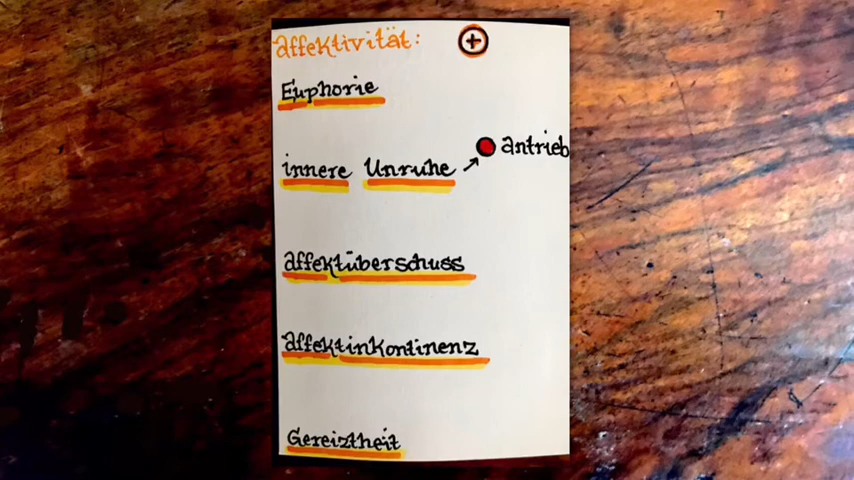 affektivität: +
Euphorie
antrieb
innere Unruhe
affektüberschuss
affektinkontinenz
Gereiztheit